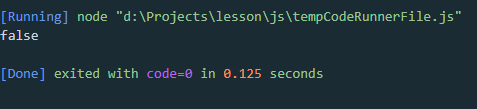 [Running] node "d:\Projects\lesson\js\tempCodeRunnerFile.js"
false
[Done] exited with code=0 in 0.125 seconds